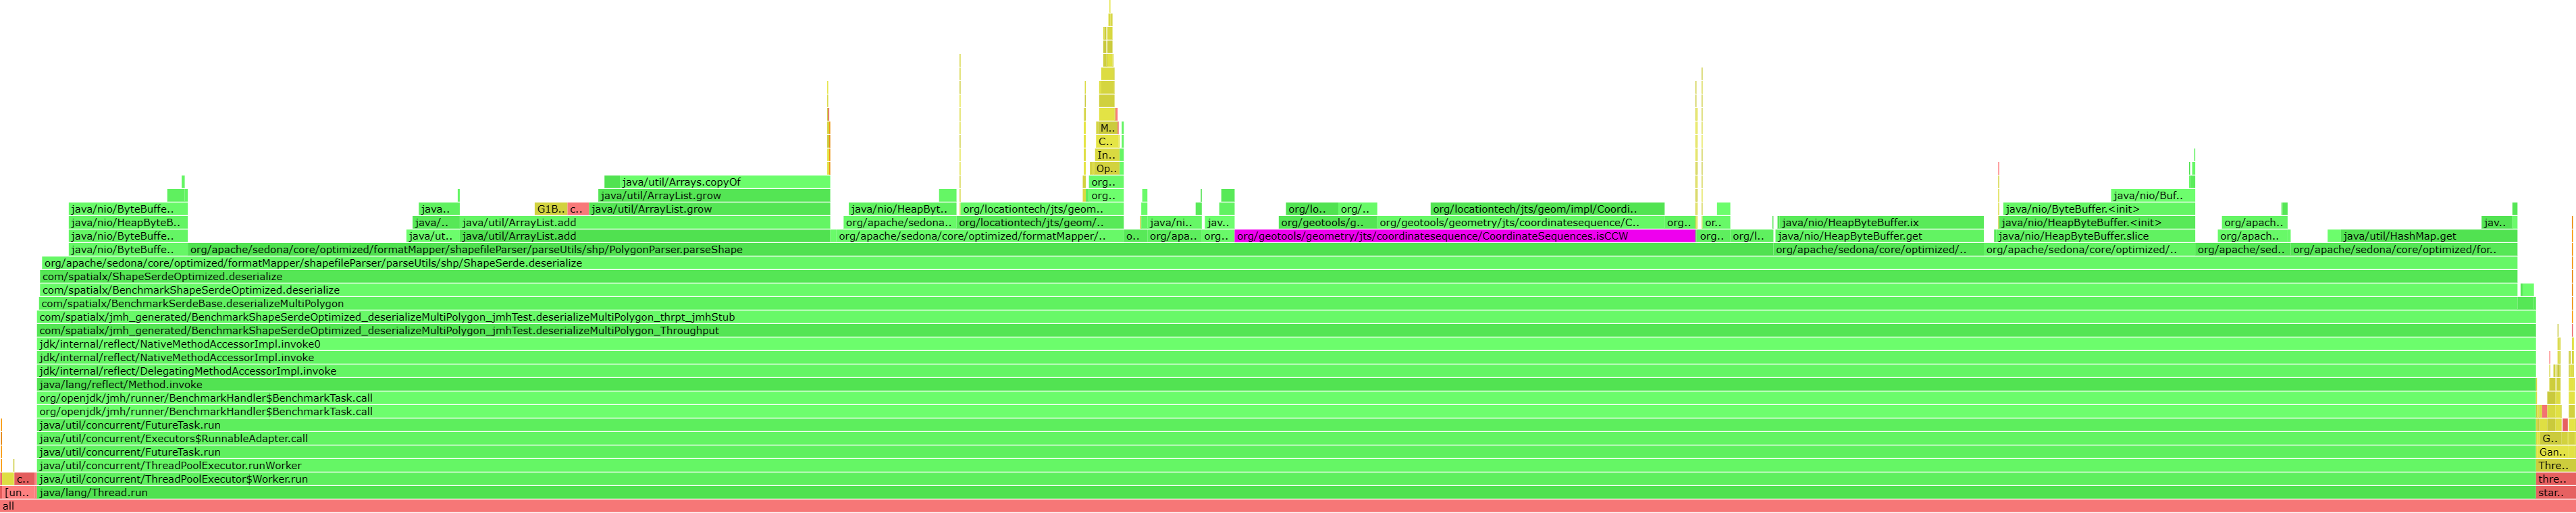 M..
C..
In..
Op..
java/util/Arrays.copyOf org..
java/util/ArrayList.grow org.. java/nio/Buf..
java/nio/ByteBuffe.. java.. G1B.. c.. java/util/ArrayList.grow java/nio/HeapByt.. org/locationtech/jts/geom.. org/lo.. org/.. org/locationtech/jts/geom/impl/Coordi.. java/nio/ByteBuffer.<init>
java/nio/HeapByteB.. java/.. java/util/ArrayList.add org/apache/sedona.. org/locationtech/jts/geom/.. java/ni.. jav.. org/geotools/g.. org/geotools/geometry/jts/coordinatesequence/C.. org.. or.. java/nio/HeapByteBuffer.ix java/nio/HeapByteBuffer.<init> org/apach.. jav..
java/nio/ByteBuffe.. java/ut.. java/util/ArrayList.add org/apache/sedona/core/optimized/formatMapper/.. o.. org/apa.. org.. org/geotools/geometry/jts/coordinatesequence/CoordinateSequences.isCCW org.. org/l.. java/nio/HeapByteBuffer.get java/nio/HeapByteBuffer.slice org/apach.. java/util/HashMap.get
java/nio/ByteBuffe.. org/apache/sedona/core/optimized/formatMapper/shapefileParser/parseUtils/shp/PolygonParser.parseShape org/apache/sedona/core/optimized/.. org/apache/sedona/core/optimized/.. org/apache/sed.. org/apache/sedona/core/optimized/for..
org/apache/sedona/core/optimized/formatMapper/shapefileParser/parseUtils/shp/ShapeSerde.deserialize
com/spatialx/ShapeSerdeOptimized.deserialize
com/spatialx/BenchmarkShapeSerdeOptimized.deserialize
com/spatialx/BenchmarkSerdeBase.deserializeMultiPolygon
com/spatialx/jmh_generated/BenchmarkShapeSerdeOptimized_deserializeMultiPolygon_jmhTest.deserializeMultiPolygon_thrpt_jmhStub
com/spatialx/jmh_generated/BenchmarkShapeSerdeOptimized_deserializeMultiPolygon_jmhTest.deserializeMultiPolygon_Throughput
jdk/internal/reflect/NativeMethodAccessorImpl.invoke0
jdk/internal/reflect/NativeMethodAccessorImpl.invoke
jdk/internal/reflect/DelegatingMethodAccessorImpl.invoke
java/lang/reflect/Method.invoke
org/openjdk/jmh/runner/BenchmarkHandler$BenchmarkTask.call
org/openjdk/jmh/runner/BenchmarkHandler$BenchmarkTask.call
java/util/concurrent/FutureTask.run
java/util/concurrent/Executors$RunnableAdapter.call G..
java/util/concurrent/FutureTask.run Gan..
java/util/concurrent/ThreadPoolExecutor.runWorker Thre..
c.. java/util/concurrent/ThreadPoolExecutor$Worker.run thre..
[un.. java/lang/Thread.run star..
all